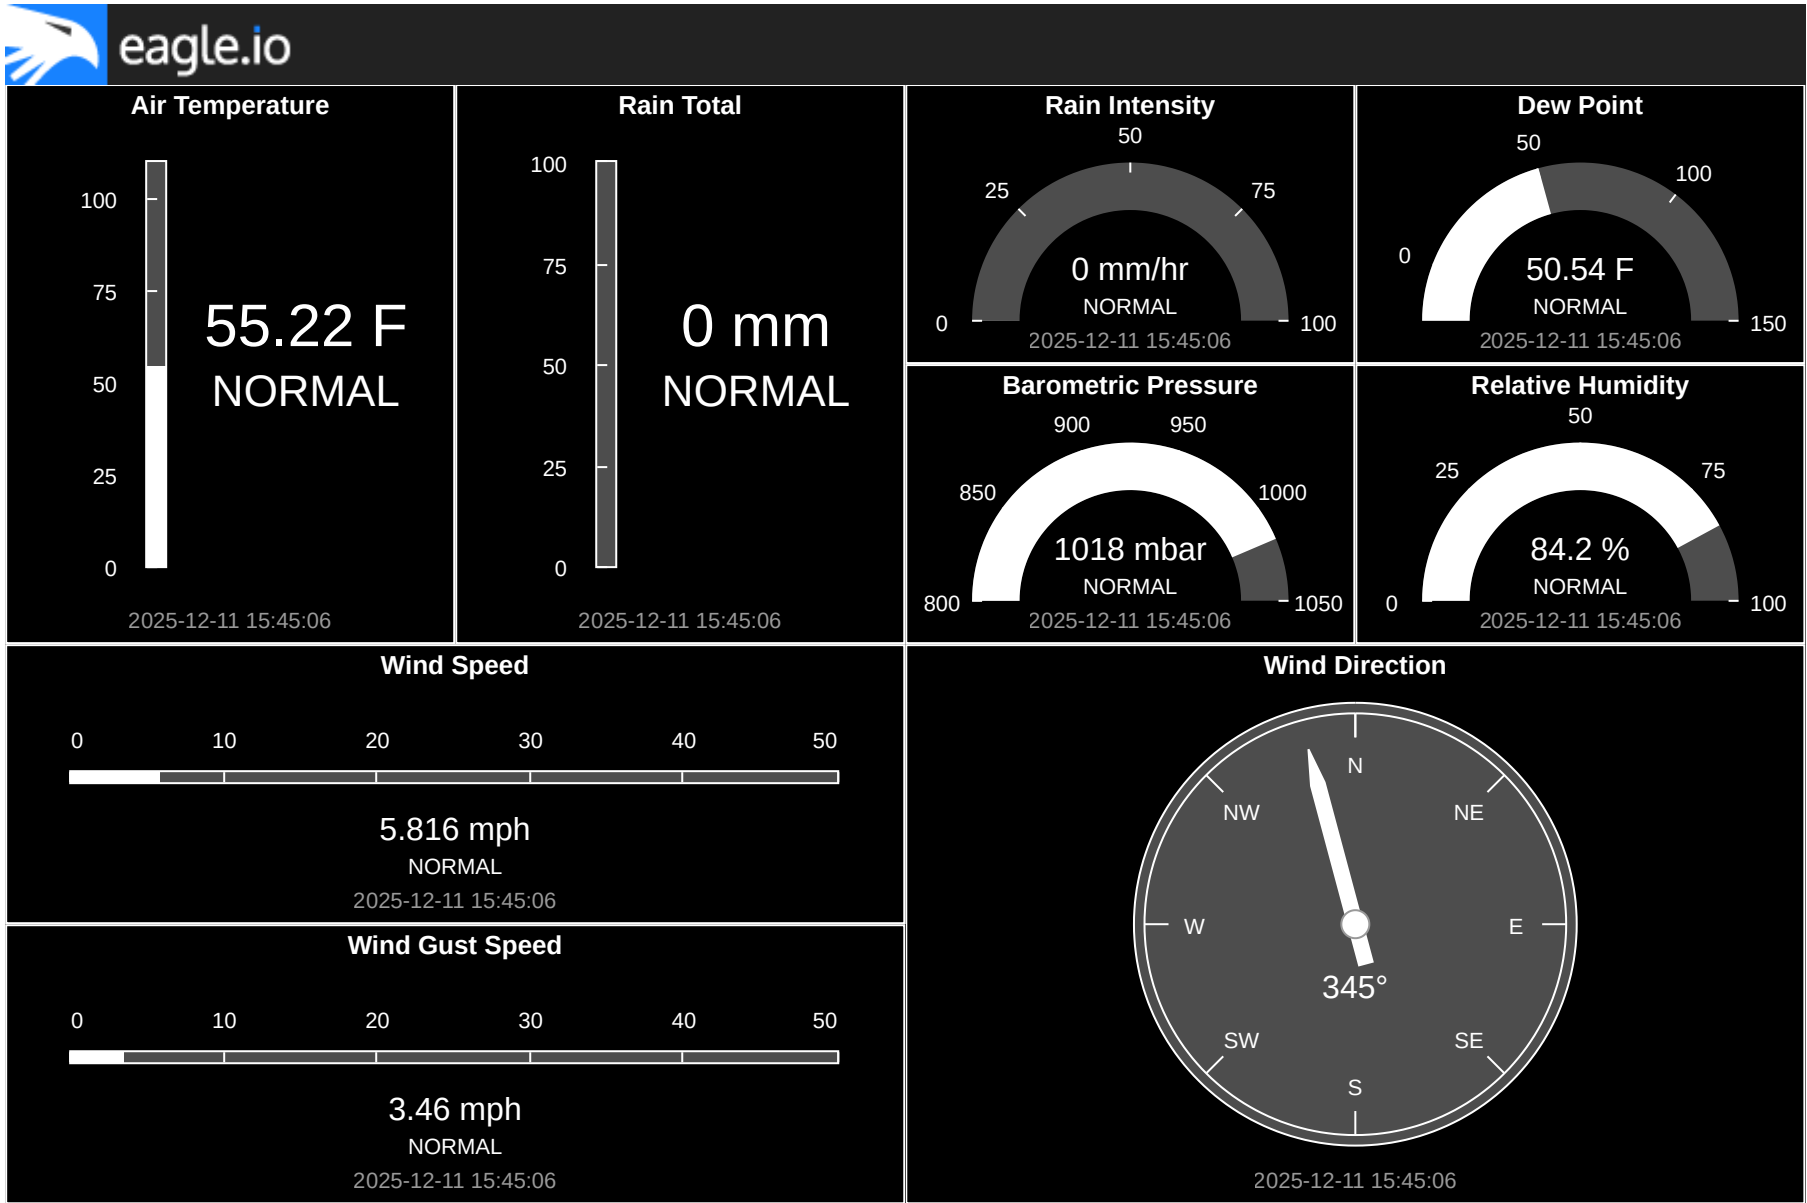 eagle.io
Air Temperature
100
75
50
25
0
55.22 F
NORMAL
2025-12-11 15:45:06
Rain Total
100
75
50
25
0
0 mm
NORMAL
2025-12-11 15:45:06
Rain Intensity
50
25
75
0
100
0 mm/hr
NORMAL
2025-12-11 15:45:06
Dew Point
50
100
0
150
50.54 F
NORMAL
2025-12-11 15:45:06
Barometric Pressure
900
950
850
1000
800
1050
1018 mbar
NORMAL
2025-12-11 15:45:06
Relative Humidity
50
25
75
0
100
84.2 %
NORMAL
2025-12-11 15:45:06
Wind Speed
0 10 20 30 40 50
5.816 mph
NORMAL
2025-12-11 15:45:06
Wind Gust Speed
0 10 20 30 40 50
3.46 mph
NORMAL
2025-12-11 15:45:06
Wind Direction
N
NW NE
W E
345°
SW SE
S
2025-12-11 15:45:06